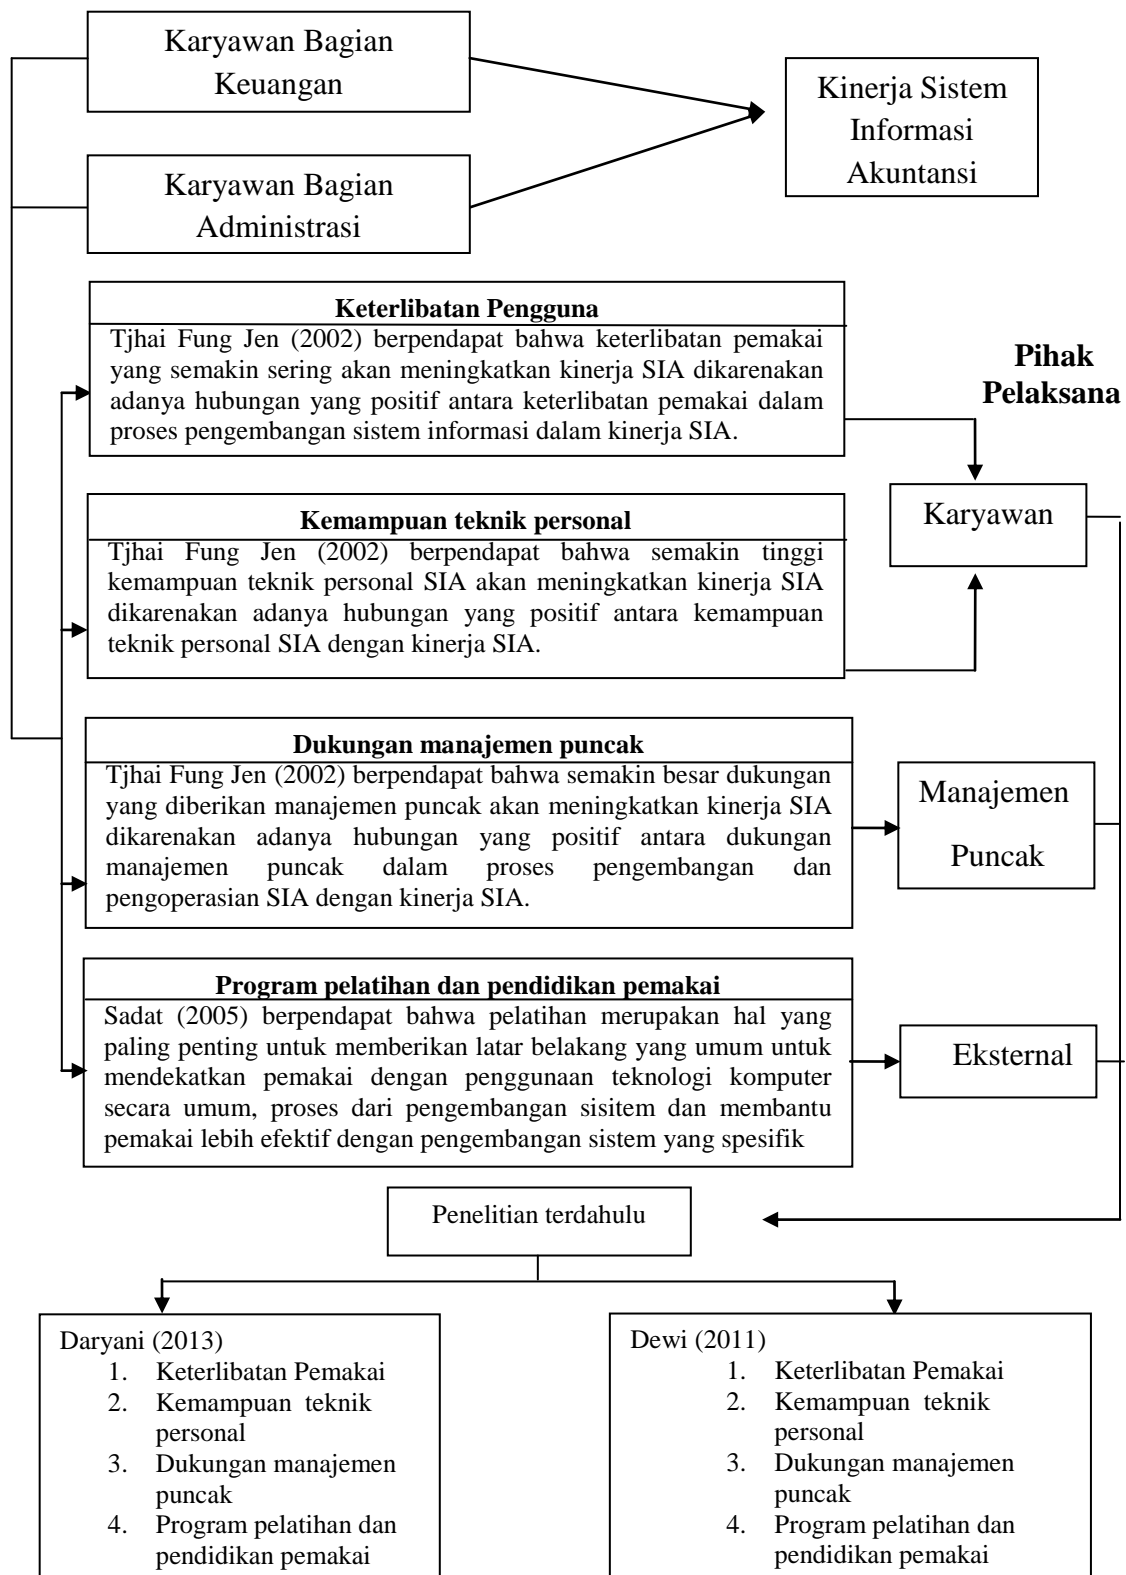 Karyawan Bagian
Keuangan
Kinerja Sistem
Informasi
Akuntansi
Karyawan Bagian
Administrasi
Keterlibatan Pengguna
Tjhai Fung Jen (2002) berpendapat bahwa keterlibatan pemakai
yang semakin sering akan meningkatkan kinerja SIA dikarenakan
adanya hubungan yang positif antara keterlibatan pemakai dalam
proses pengembangan sistem informasi dalam kinerja SIA.
Pihak
Pelaksana
Karyawan
Kemampuan teknik personal
Tjhai Fung Jen (2002) berpendapat bahwa semakin tinggi
kemampuan teknik personal SIA akan meningkatkan kinerja SIA
dikarenakan adanya hubungan yang positif antara kemampuan
teknik personal SIA dengan kinerja SIA.
Dukungan manajemen puncak
Tjhai Fung Jen (2002) berpendapat bahwa semakin besar dukungan
yang diberikan manajemen puncak akan meningkatkan kinerja SIA
dikarenakan adanya hubungan yang positif antara dukungan
manajemen puncak dalam proses pengembangan dan
pengoperasian SIA dengan kinerja SIA.
Manajemen
Puncak
Program pelatihan dan pendidikan pemakai
Sadat (2005) berpendapat bahwa pelatihan merupakan hal yang
paling penting untuk memberikan latar belakang yang umum untuk
mendekatkan pemakai dengan penggunaan teknologi komputer
secara umum, proses dari pengembangan sisitem dan membantu
pemakai lebih efektif dengan pengembangan sistem yang spesifik
Eksternal
Penelitian terdahulu
Daryani (2013)
1. Keterlibatan Pemakai
2. Kemampuan teknik
personal
3. Dukungan manajemen
puncak
4. Program pelatihan dan
pendidikan pemakai
Dewi (2011)
1. Keterlibatan Pemakai
2. Kemampuan teknik
personal
3. Dukungan manajemen
puncak
4. Program pelatihan dan
pendidikan pemakai